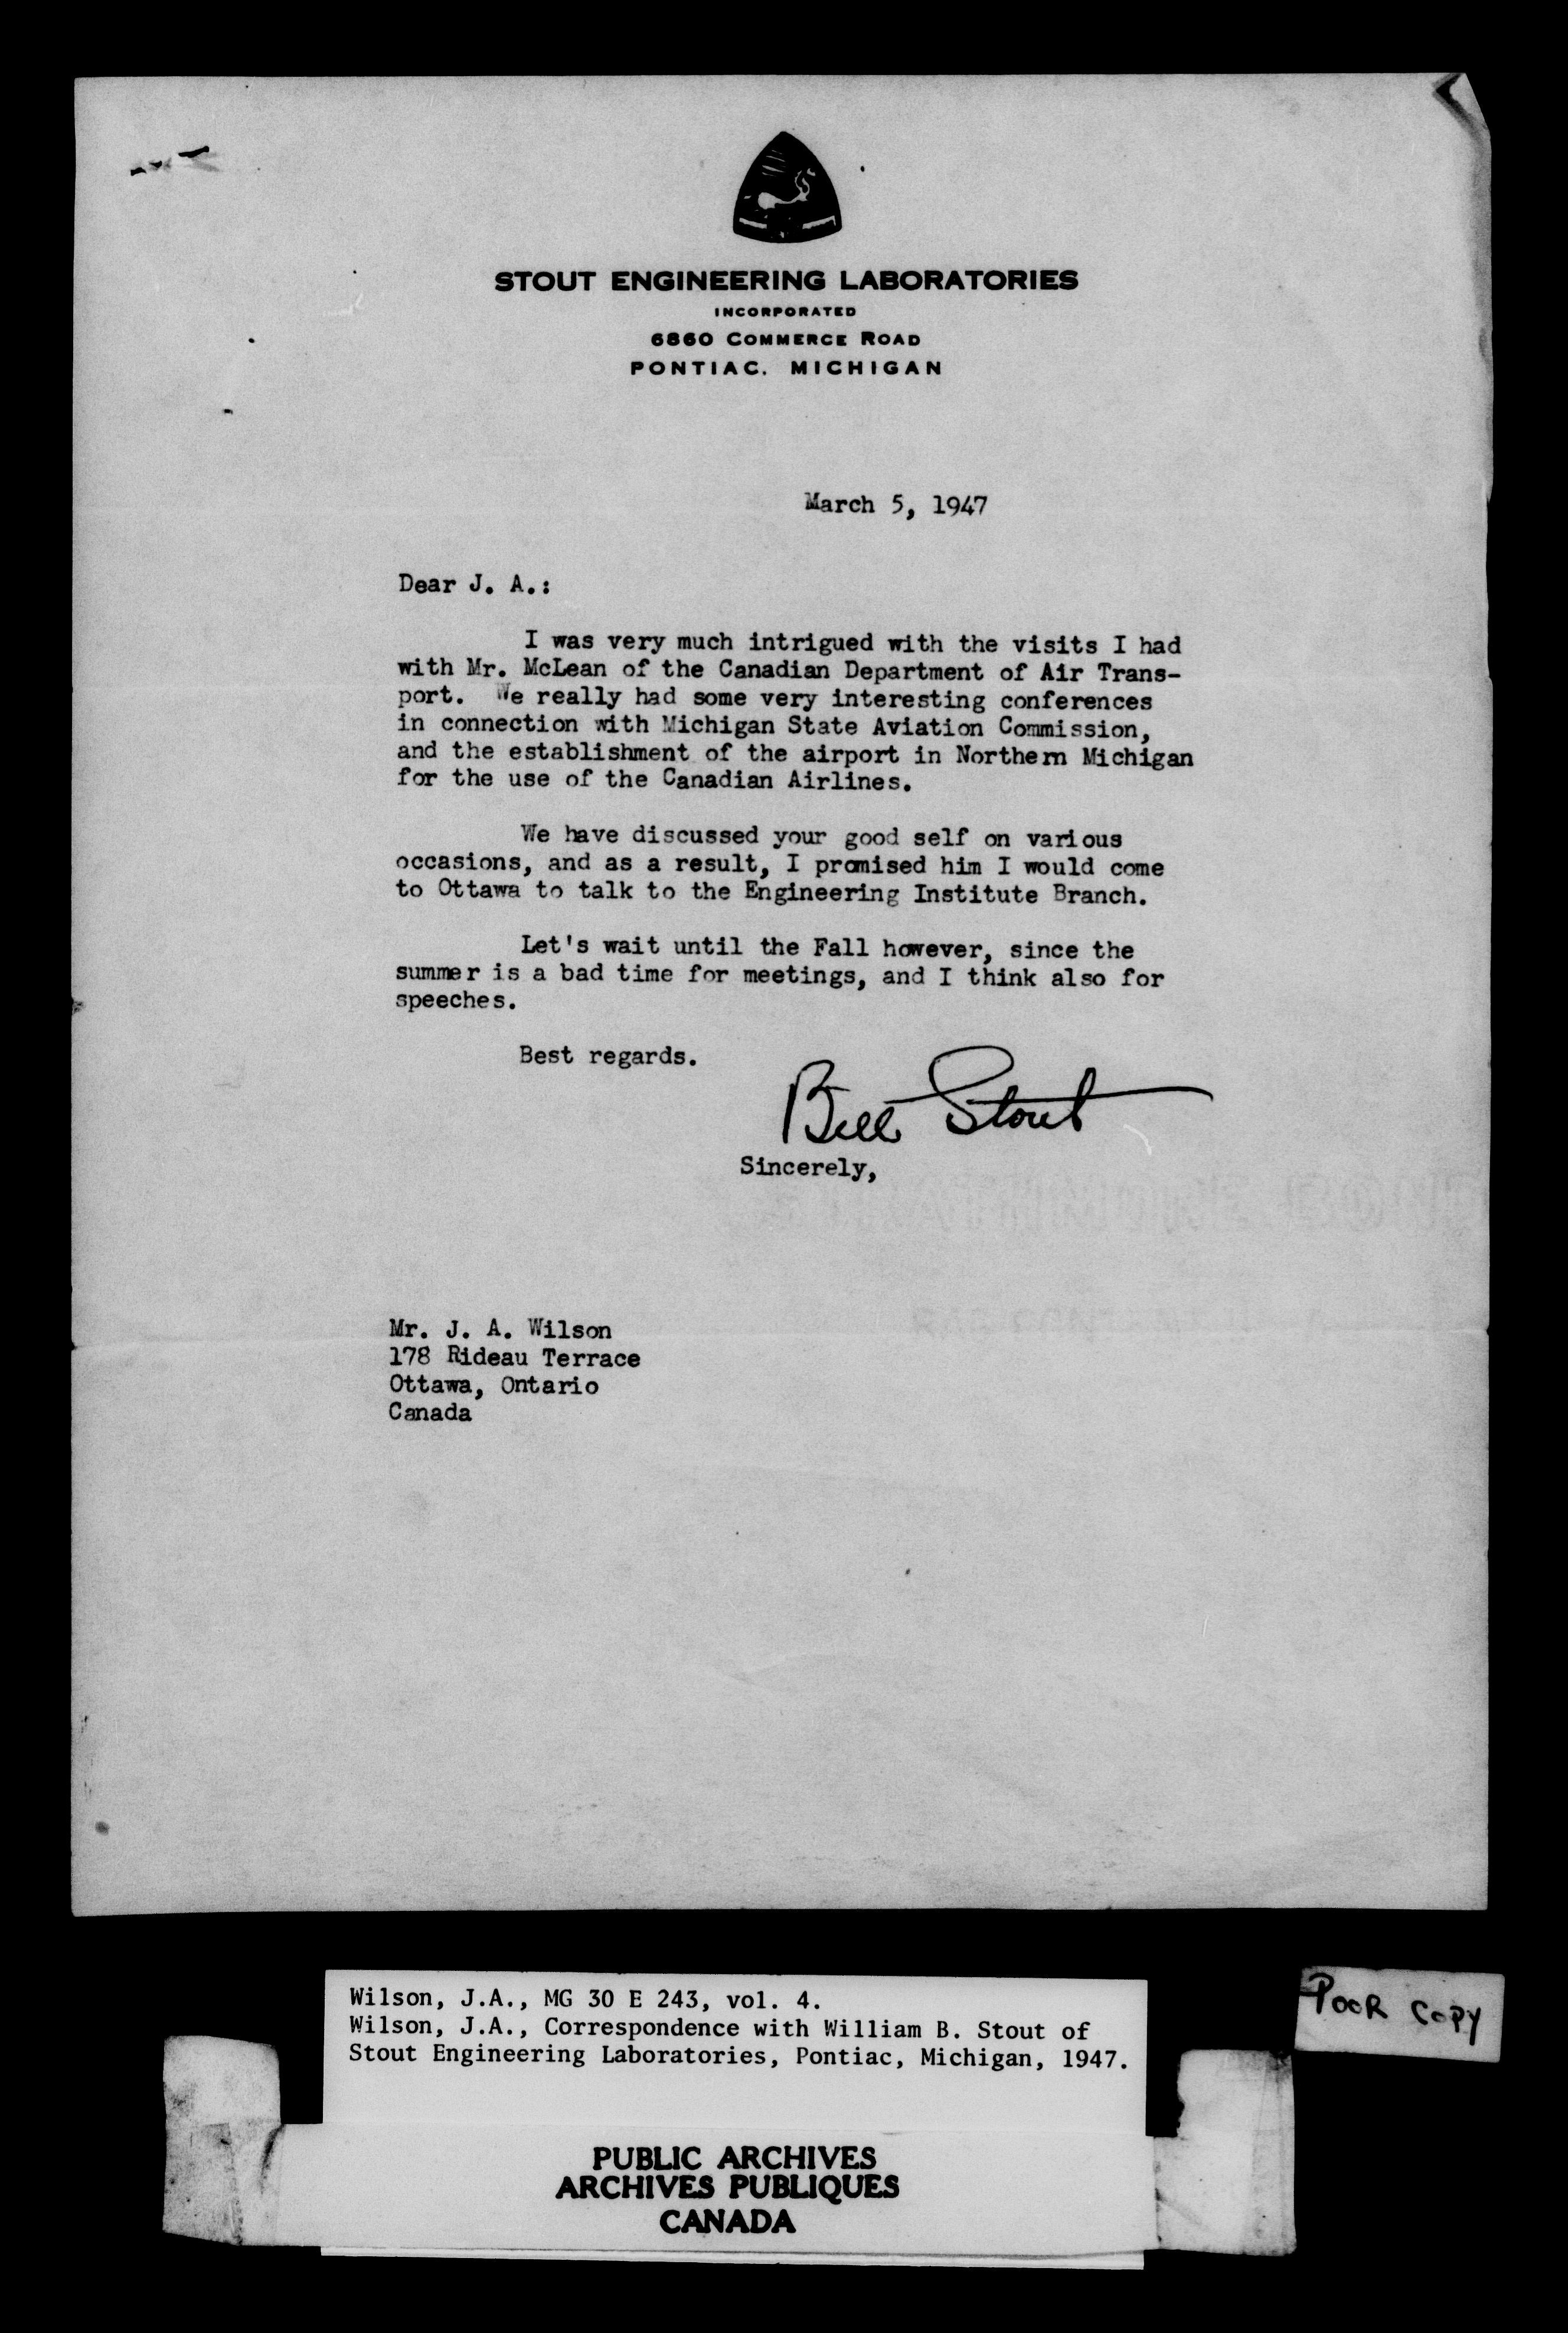 STOUT ENGINEERING LABORATORIES
INCORPORATED
6860 COMMERCE ROAD
PONTIAC, MICHIGAN
March 5, 1947
Dear J. A.:
I was very much intrigued with the visits I had
with Mr. McLean of the Canadian Department of Air Trans-
port. We really had some very interesting conferences
in connection with Michigan State Aviation Commission,
and the establishment of the airport in Northern Michigan
for the use of the Canadian Airlines.
We have discussed your good self on various
occasions, and as a result, I promised him I would come
to Ottawa to talk to the Engineering Institute Branch.
Let's wait until the Fall however, since the
summer is a bad time for meetings, and I think also for
speeches.
Best regards.
Bill Stout
Sincerely,
Mr. J. A. Wilson
178 Rideau Terrace
Ottawa, Ontario
Canada
Wilson, J.A., MG 30 E 243, vol. 4.
Wilson, J.A., Correspondence with William B. Stout of
Stout Engineering Laboratories, Pontiac, Michigan, 1947.
POOR COPY
PUBLIC ARCHIVES
ARCHIVES PUBLIQUES
CANADA